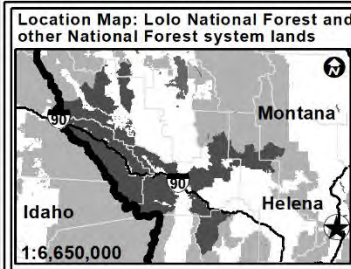 Location Map: Lolo National Forest and
other National Forest system lands
N
Montana
90
90
Helena
Idaho
1:6,650,000